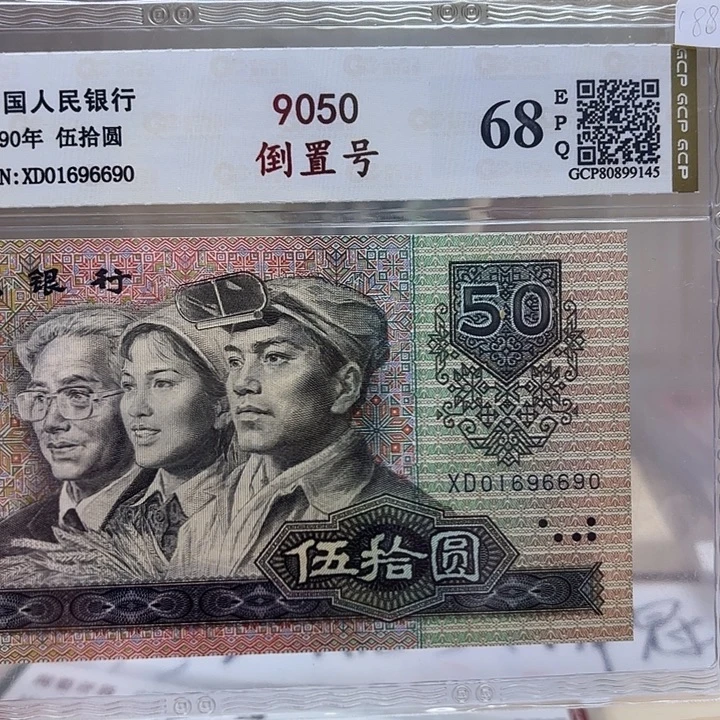 国人民银行
90年 伍拾圆
N:XD01696690
9050
倒置号
68
EPQ
GCP80899145
GCP GCP GCP
银行
50
XD01696690
伍拾圆
冠